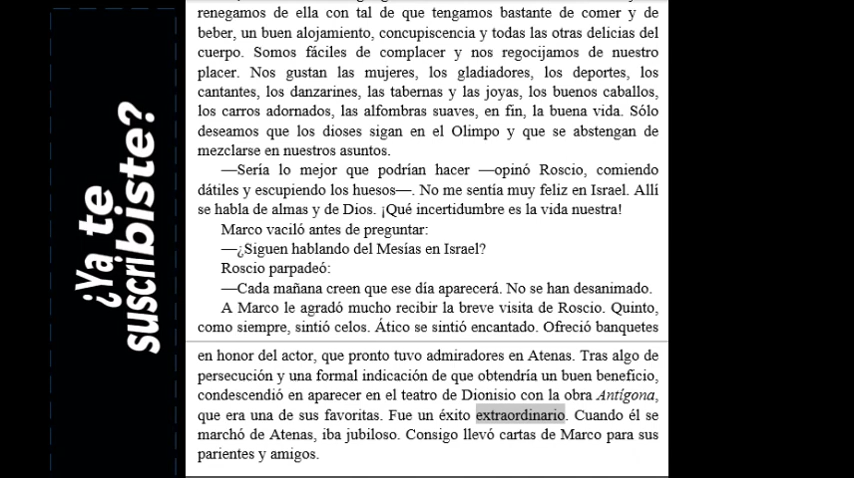 ¿Ya te
suscribiste?
renegamos de ella con tal de que tengamos bastante de comer y de
beber, un buen alojamiento, concupiscencia y todas las otras delicias del
cuerpo. Somos fáciles de complacer y nos regocijamos de nuestro
placer. Nos gustan las mujeres, los gladiadores, los deportes, los
cantantes, los danzarines, las tabernas y las joyas, los buenos caballos,
los carros adornados, las alfombras suaves, en fin, la buena vida. Sólo
deseamos que los dioses sigan en el Olimpo y que se abstengan de
mezclarse en nuestros asuntos.
—Sería lo mejor que podrían hacer —opinó Roscio, comiendo
dátiles y escupiendo los huesos—. No me sentía muy feliz en Israel. Allí
se habla de almas y de Dios. ¡Qué incertidumbre es la vida nuestra!
Marco vaciló antes de preguntar:
—¿Siguen hablando del Mesías en Israel?
Roscio parpadeó:
—Cada mañana creen que ese día aparecerá. No se han desanimado.
A Marco le agradó mucho recibir la breve visita de Roscio. Quinto,
como siempre, sintió celos. Ático se sintió encantado. Ofreció banquetes
en honor del actor, que pronto tuvo admiradores en Atenas. Tras algo de
persecución y una formal indicación de que obtendría un buen beneficio,
condescendió en aparecer en el teatro de Dionisio con la obra Antígona,
que era una de sus favoritas. Fue un éxito extraordinario. Cuando él se
marchó de Atenas, iba jubiloso. Consigo llevó cartas de Marco para sus
parientes y amigos.